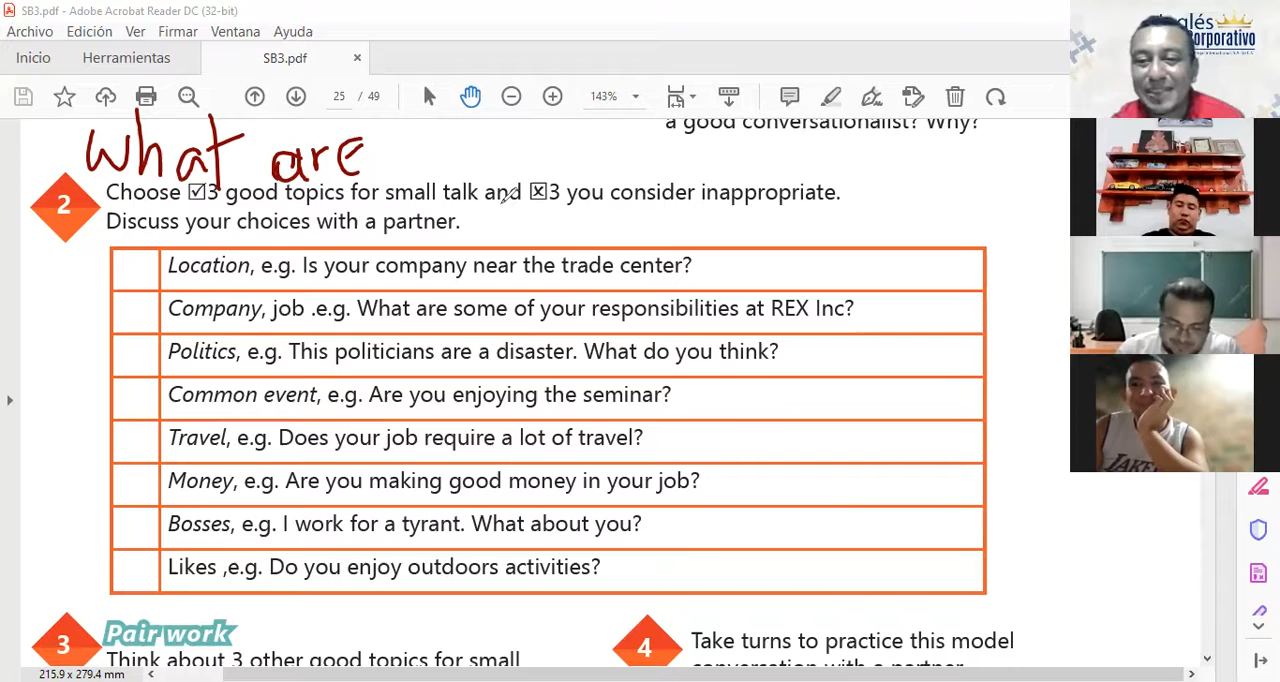 SB3.pdf - Adobe Acrobat Reader DC (32-bit)
Archivo Edición Ver Firmar Ventana Ayuda
Inicio Herramientas SB3.pdf ×
25 / 49 143%
a good conversationalist? Why?
What are
2 Choose ☑3 good topics for small talk and ☒3 you consider inappropriate.
Discuss your choices with a partner.
Location, e.g. Is your company near the trade center?
Company, job .e.g. What are some of your responsibilities at REX Inc?
Politics, e.g. This politicians are a disaster. What do you think?
Common event, e.g. Are you enjoying the seminar?
Travel, e.g. Does your job require a lot of travel?
Money, e.g. Are you making good money in your job?
Bosses, e.g. I work for a tyrant. What about you?
Likes ,e.g. Do you enjoy outdoors activities?
3 Pair work
Think about 3 other good topics for small
4 Take turns to practice this model
conversation with a partner
215.9 x 279.4 mm